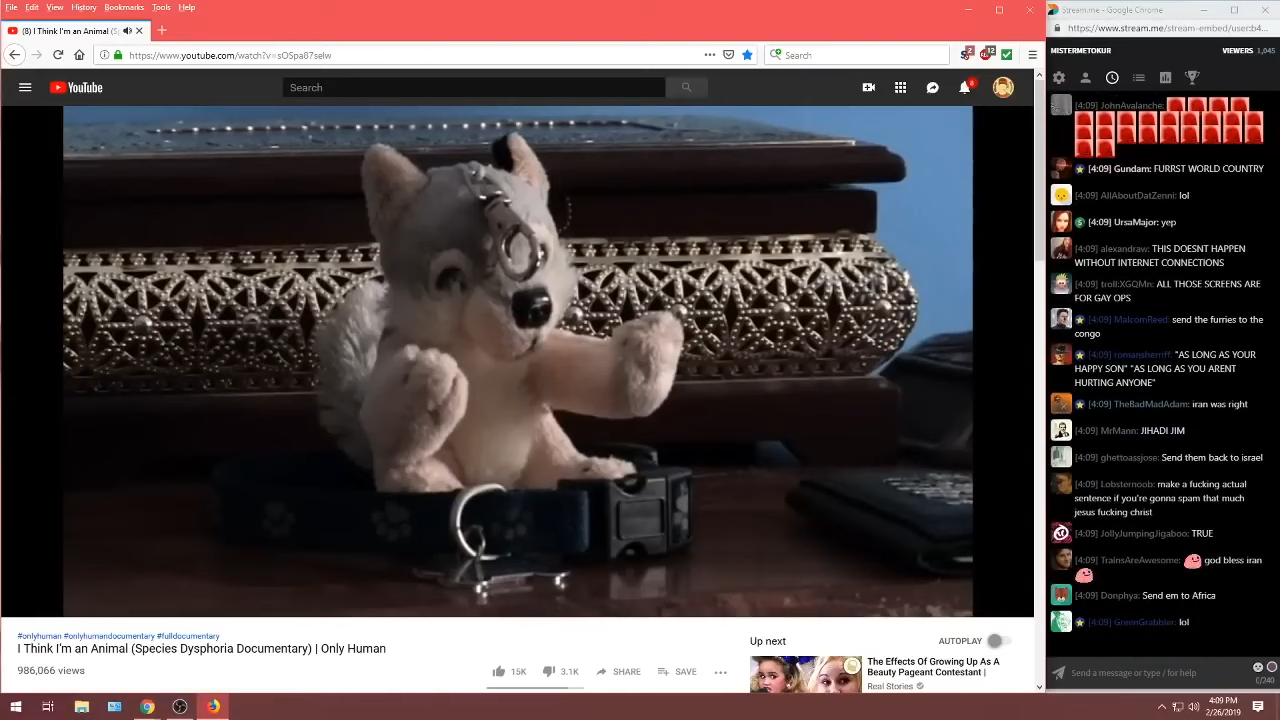 File Edit View History Bookmarks Tools Help
Stream.me - Google Chrome
(8) I Think I'm an Animal (S
https://www.stream.me/stream-embed/user:b4...
https://www.youtube.com/watch?v=sOSpa87selw
Search
2
12
MISTERMETOKUR
VIEWERS 1,045
YouTube
Search
8
[4:09] JohnAvalanche:
[4:09] Gundam: FURRST WORLD COUNTRY
[4:09] AllAboutDatZenni: lol
[4:09] UrsaMajor: yep
[4:09] alexandraw: THIS DOESNT HAPPEN
WITHOUT INTERNET CONNECTIONS
[4:09] troll:XGQMn: ALL THOSE SCREENS ARE
FOR GAY OPS
[4:09] MalcomReed: send the furries to the
congo
[4:09] romansherriff: "AS LONG AS YOUR
HAPPY SON" "AS LONG AS YOU ARENT
HURTING ANYONE"
[4:09] TheBadMadAdam: iran was right
[4:09] MrMann: JIHADI JIM
[4:09] ghettoassjose: Send them back to israel
[4:09] Lobsternoob: make a fucking actual
sentence if you're gonna spam that much
jesus fucking christ
[4:09] JollyJumpingJigaboo: TRUE
[4:09] TrainsAreAwesome: god bless iran
[4:09] Donphya: Send em to Africa
[4:09] GreenGrabbler: lol
Send a message or type / for help
0/240
#onlyhuman #onlyhumandocumentary #fulldocumentary
I Think I'm an Animal (Species Dysphoria Documentary) | Only Human
986,066 views
15K
3.1K
SHARE
SAVE
Up next
AUTOPLAY
The Effects Of Growing Up As A
Beauty Pageant Contestant |
Real Stories
4:09 PM
2/26/2019